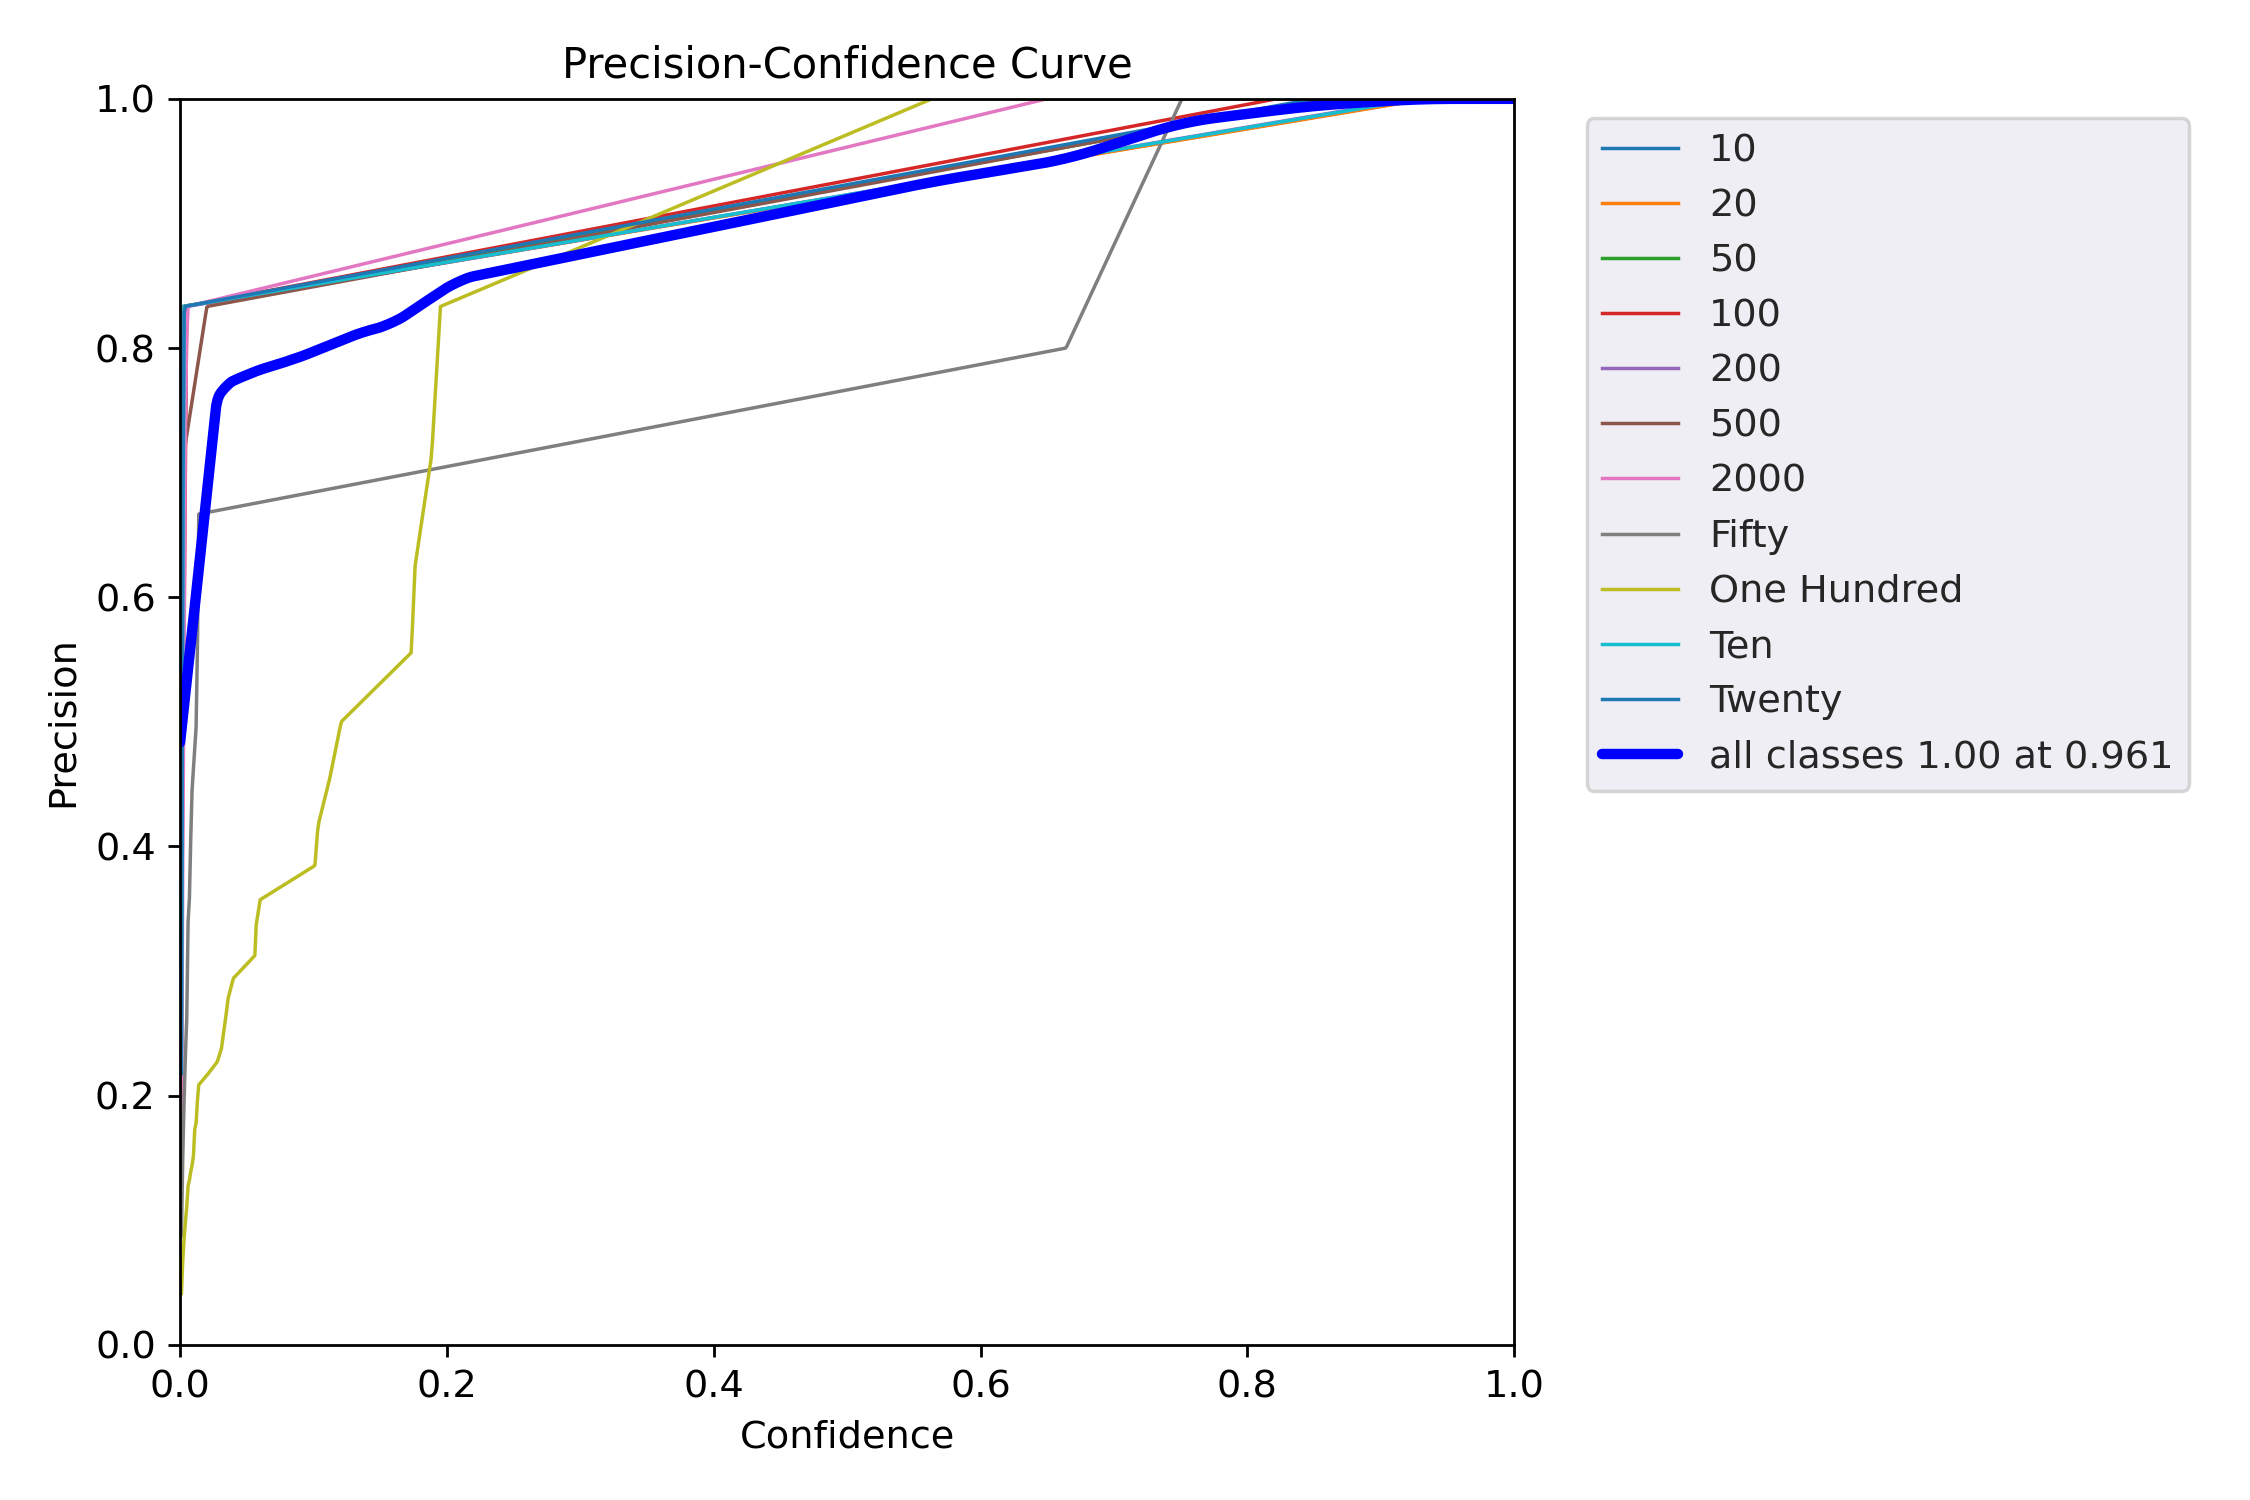 Precision-Confidence Curve
1.0
0.8
0.6
0.4
0.2
0.0
Precision
0.0 0.2 0.4 0.6 0.8 1.0
Confidence
10
20
50
100
200
500
2000
Fifty
One Hundred
Ten
Twenty
all classes 1.00 at 0.961